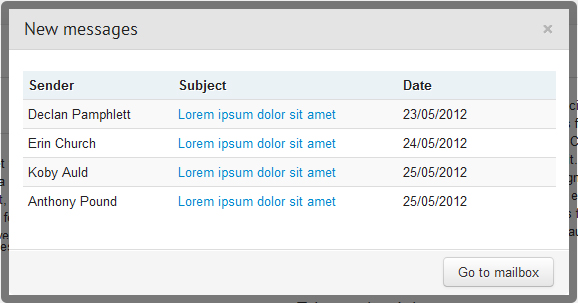 New messages ×
Sender Subject Date
Declan Pamphlett Lorem ipsum dolor sit amet 23/05/2012
Erin Church Lorem ipsum dolor sit amet 24/05/2012
Koby Auld Lorem ipsum dolor sit amet 25/05/2012
Anthony Pound Lorem ipsum dolor sit amet 25/05/2012
Go to mailbox